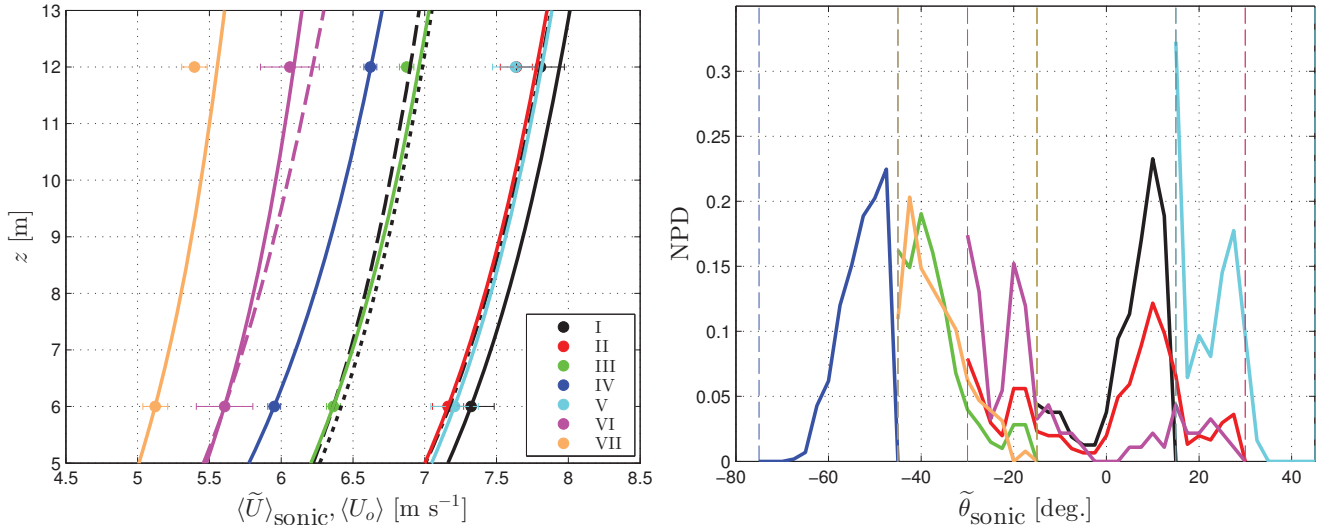 13
12
11
10
9
8
7
6
5
z [m]
4.5 5 5.5 6 6.5 7 7.5 8 8.5
⟨Ũ⟩sonic, ⟨Uo⟩ [m s⁻¹]
I
II
III
IV
V
VI
VII
0.3
0.25
0.2
0.15
0.1
0.05
0
NPD
−80 −60 −40 −20 0 20 40
θ̃sonic [deg.]